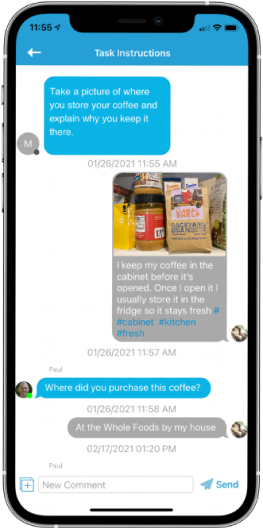 11:55
Task Instructions
Take a picture of where
you store your coffee and
explain why you keep it
there.
M
01/26/2021 11:55 AM
BACKYARD
BEANS
I keep my coffee in the
cabinet before it's
opened. Once I open it I
usually store it in the
fridge so it stays fresh #
#cabinet #kitchen
#fresh
01/26/2021 11:57 AM
Paul
Where did you purchase this coffee?
01/26/2021 11:58 AM
At the Whole Foods by my house
02/17/2021 01:20 PM
Paul
New Comment
Send